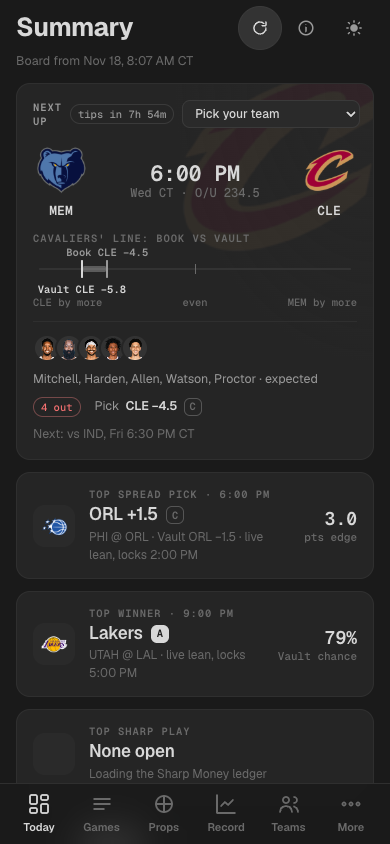 Summary
Board from Nov 18, 8:07 AM CT
NEXT UP
tips in 7h 54m
Pick your team
6:00 PM
Wed CT · O/U 234.5
MEM
CLE
CAVALIERS' LINE: BOOK VS VAULT
Book CLE −4.5
Vault CLE −5.8
CLE by more
even
MEM by more
Mitchell, Harden, Allen, Watson, Proctor · expected
4 out
Pick CLE −4.5 C
Next: vs IND, Fri 6:30 PM CT
TOP SPREAD PICK · 6:00 PM
ORL +1.5 C
PHI @ ORL · Vault ORL −1.5 · live
lean, locks 2:00 PM
3.0
pts edge
TOP WINNER · 9:00 PM
Lakers A
UTAH @ LAL · live lean, locks
5:00 PM
79%
Vault chance
TOP SHARP PLAY
None open
Loading the Sharp Money ledger
Today
Games
Props
Record
Teams
More